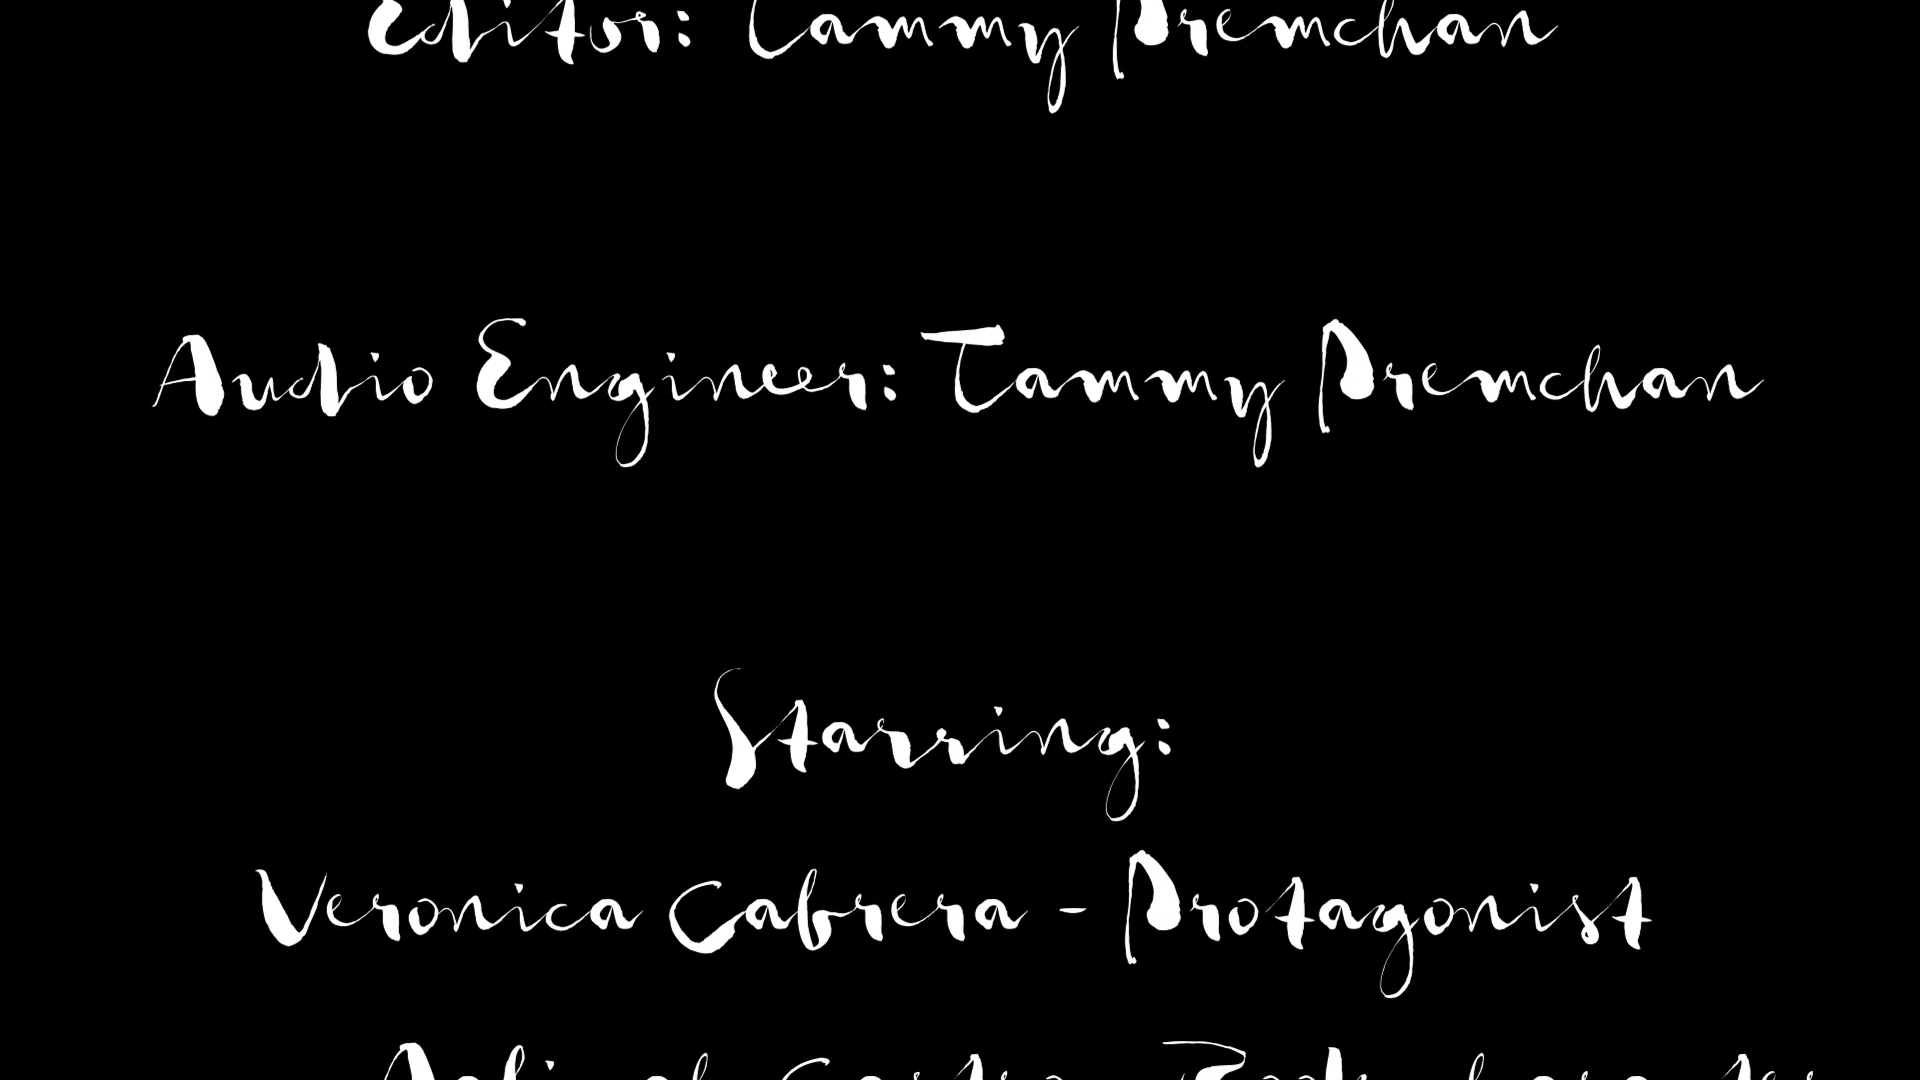 Editor: Tammy Premchan
Audio Engineer: Tammy Premchan
Starring:
Veronica Cabrera - Protagonist